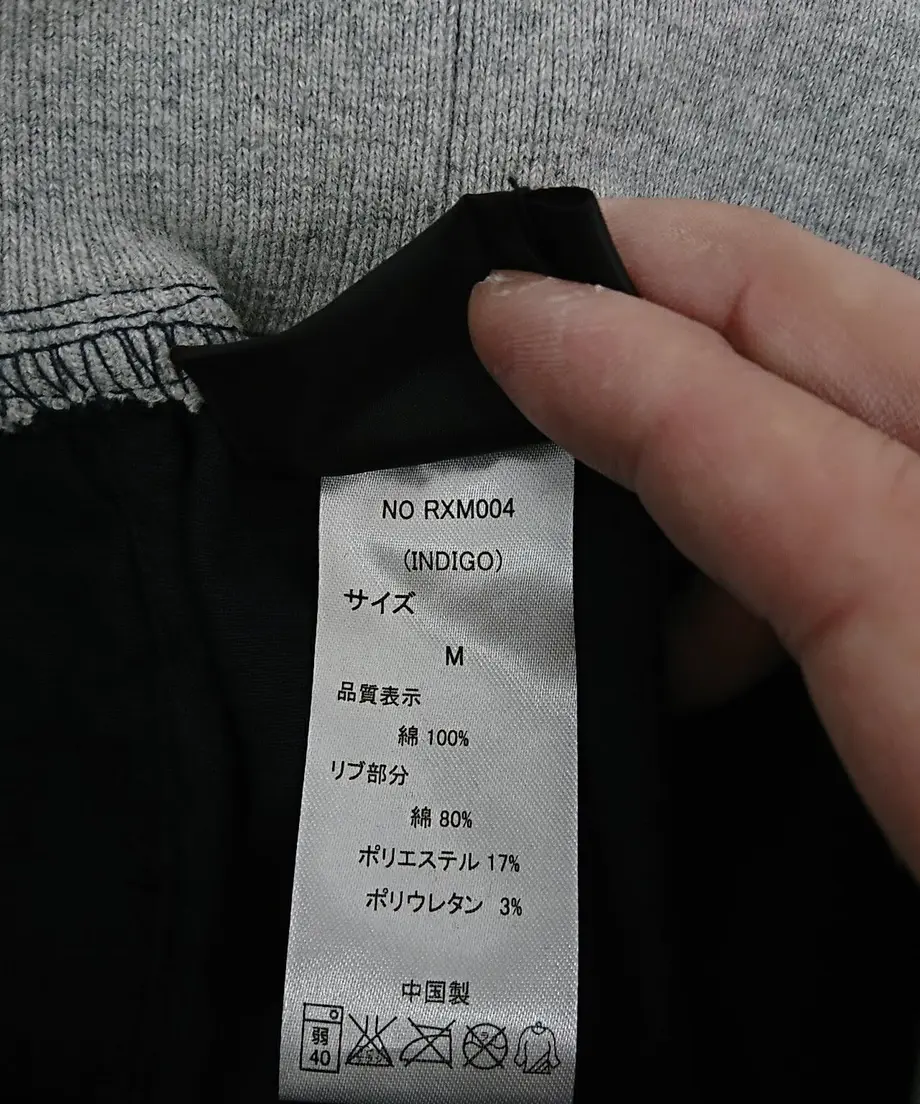 NO RXM004
(INDIGO)
サイズ
M
品質表示
綿 100%
リブ部分
綿 80%
ポリエステル 17%
ポリウレタン 3%
中国製
弱
40